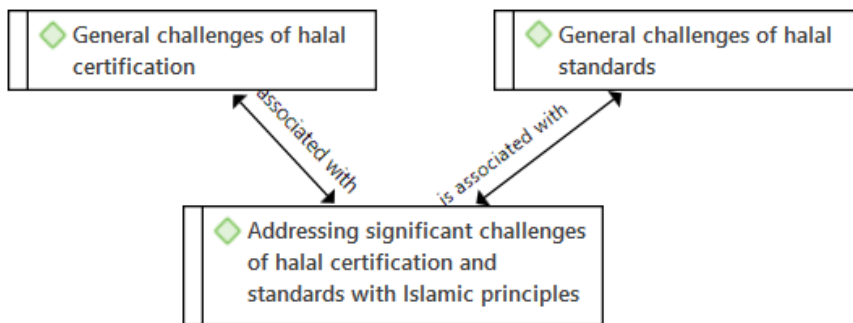 General challenges of halal
certification
General challenges of halal
standards
associated with
is associated with
Addressing significant challenges
of halal certification and
standards with Islamic principles